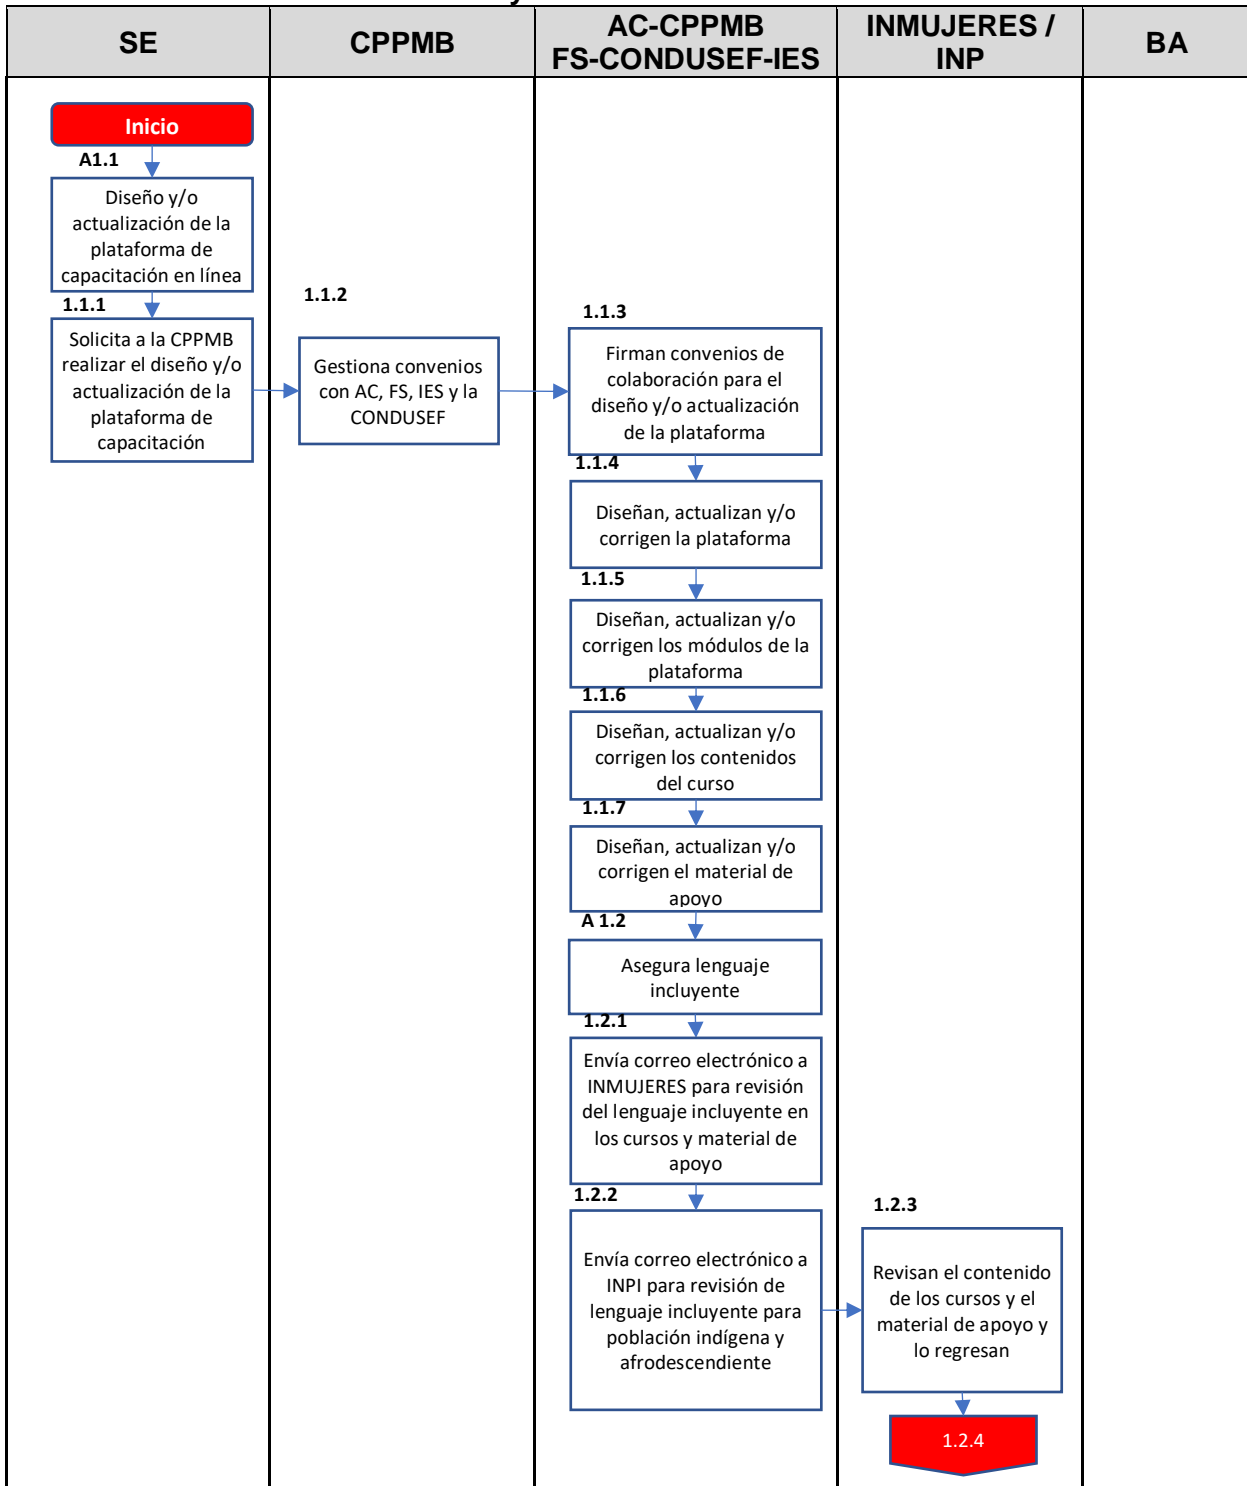 SE
CPPMB
AC-CPPMB
FS-CONDUSEF-IES
INMUJERES /
INP
BA
Inicio
A1.1
Diseño y/o
actualización de la
plataforma de
capacitación en línea
1.1.1
Solicita a la CPPMB
realizar el diseño y/o
actualización de la
plataforma de
capacitación
1.1.2
Gestiona convenios
con AC, FS, IES y la
CONDUSEF
1.1.3
Firman convenios de
colaboración para el
diseño y/o actualización
de la plataforma
1.1.4
Diseñan, actualizan y/o
corrigen la plataforma
1.1.5
Diseñan, actualizan y/o
corrigen los módulos de la
plataforma
1.1.6
Diseñan, actualizan y/o
corrigen los contenidos
del curso
1.1.7
Diseñan, actualizan y/o
corrigen el material de
apoyo
A 1.2
Asegura lenguaje
incluyente
1.2.1
Envía correo electrónico a
INMUJERES para revisión
del lenguaje incluyente en
los cursos y material de
apoyo
1.2.2
Envía correo electrónico a
INPI para revisión de
lenguaje incluyente para
población indígena y
afrodescendiente
1.2.3
Revisan el contenido
de los cursos y el
material de apoyo y
lo regresan
1.2.4